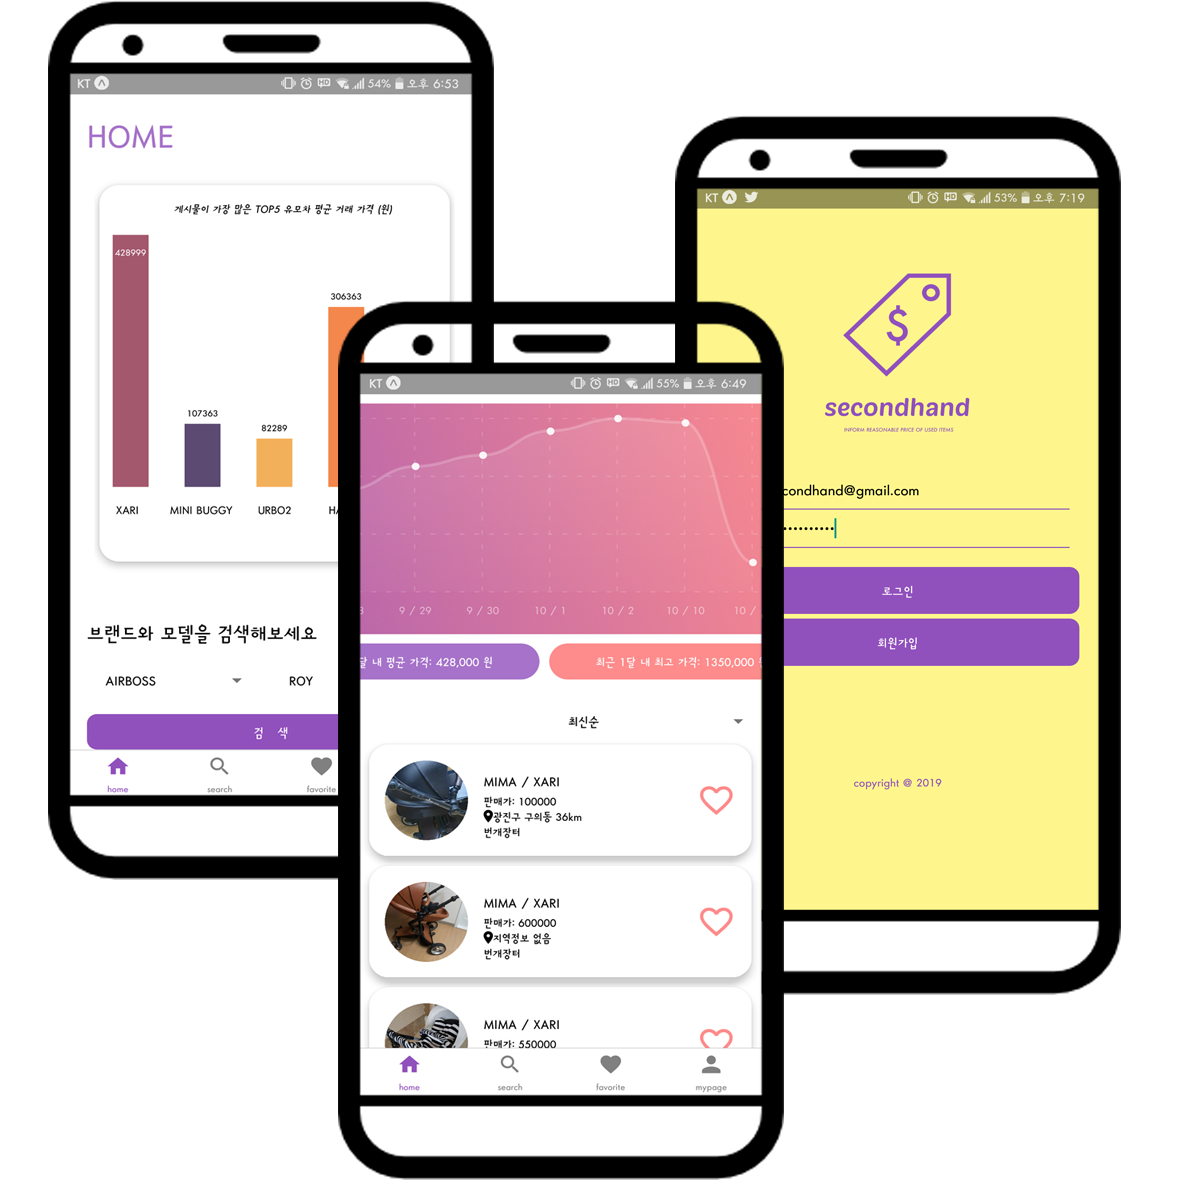 KT 54% 오후 6:53
HOME
게시물이 가장 많은 TOP5 유모차 평균 거래 가격 (원)
428999
306363
107363
82289
XARI MINI BUGGY URBO2
브랜드와 모델을 검색해보세요
AIRBOSS ROY
검 색
home search favorite
KT 55% 오후 6:49
9 / 29 9 / 30 10 / 1 10 / 2 10 / 10 10 /
내 평균 가격: 428,000 원
최근 1달 내 최고 가격: 1350,000
최신순
MIMA / XARI
판매가: 100000
광진구 구의동 36km
번개장터
MIMA / XARI
판매가: 600000
지역정보 없음
번개장터
MIMA / XARI
판매가: 550000
home search favorite mypage
KT 53% 오후 7:19
$
secondhand
INFORM REASONABLE PRICE OF USED ITEMS
condhand@gmail.com
로그인
회원가입
copyright @ 2019